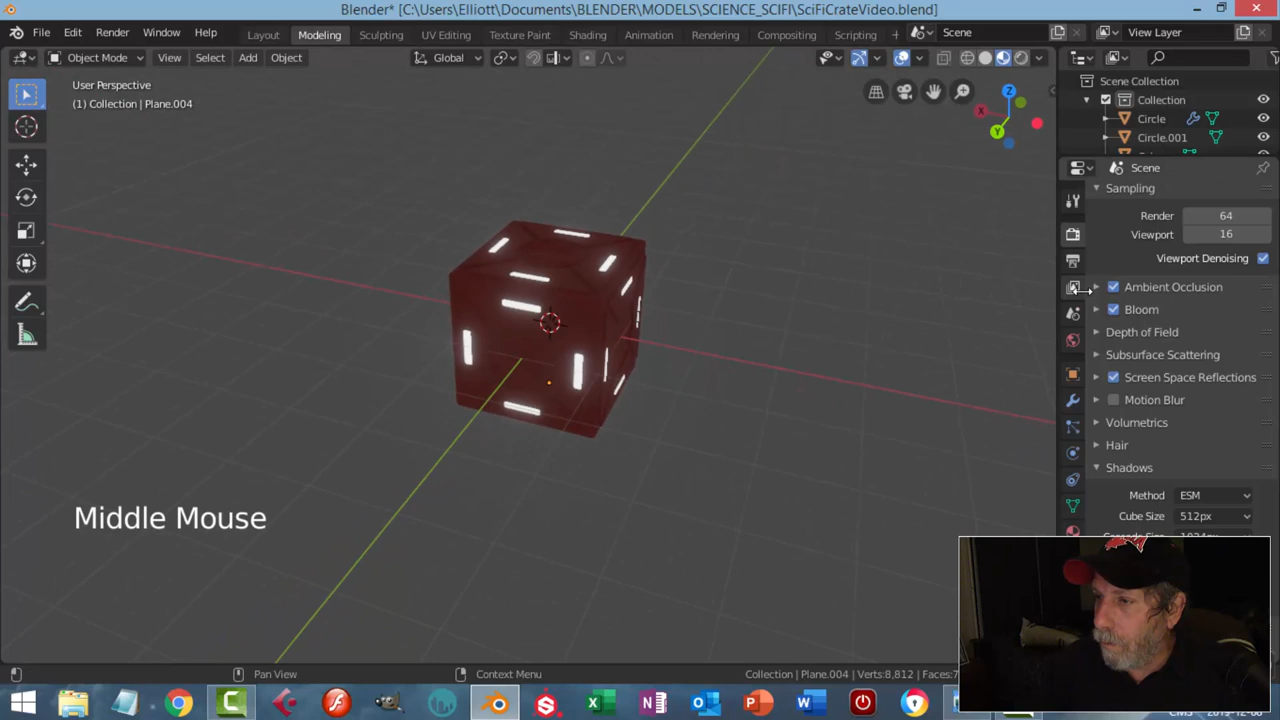 Blender* [C:\Users\Elliott\Documents\BLENDER\MODELS\SCIENCE_SCIFI\SciFiCrateVideo.blend]
File Edit Render Window Help Layout Modeling Sculpting UV Editing Texture Paint Shading Animation Rendering Compositing Scripting + Scene View Layer
Object Mode View Select Add Object Global
User Perspective
(1) Collection | Plane.004
Z
X
Y
Scene Collection
Collection
Circle
Circle.001
Scene
Sampling
Render 64
Viewport 16
Viewport Denoising
Ambient Occlusion
Bloom
Depth of Field
Subsurface Scattering
Screen Space Reflections
Motion Blur
Volumetrics
Hair
Shadows
Method ESM
Cube Size 512px
Middle Mouse
Pan View Context Menu Collection | Plane.004 | Verts:8,812 | Faces:7